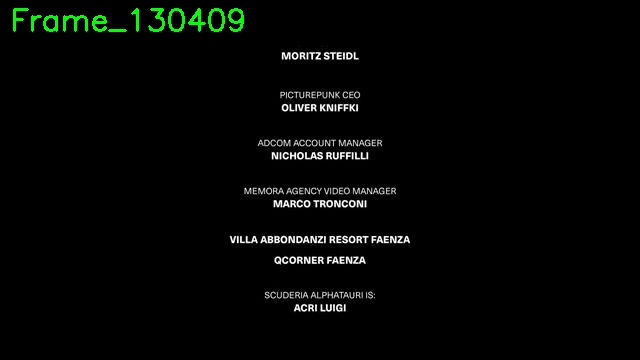 Frame_130409
MORITZ STEIDL
PICTUREPUNK CEO
OLIVER KNIFFKI
ADCOM ACCOUNT MANAGER
NICHOLAS RUFFILLI
MEMORA AGENCY VIDEO MANAGER
MARCO TRONCONI
VILLA ABBONDANZI RESORT FAENZA
QCORNER FAENZA
SCUDERIA ALPHATAURI IS:
ACRI LUIGI